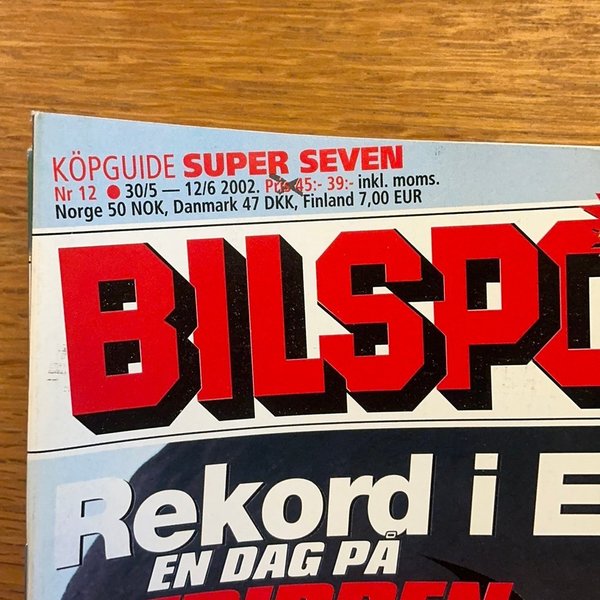 KÖPGUIDE SUPER SEVEN
Nr 12 ● 30/5 — 12/6 2002. Pris 45:- 39:- inkl. moms.
Norge 50 NOK, Danmark 47 DKK, Finland 7,00 EUR
BILSPO
Rekord i E
EN DAG PÅ